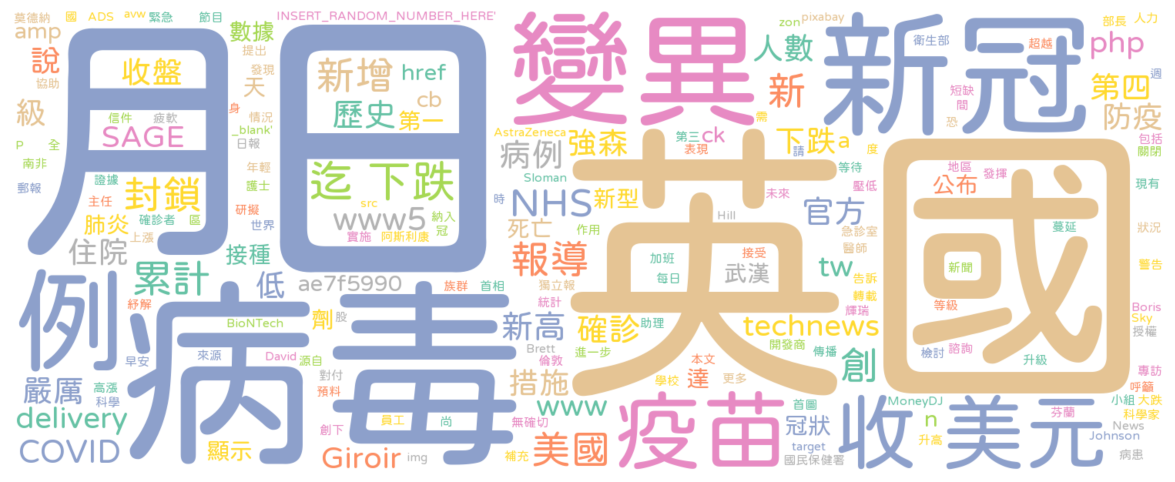 莫德納 國 ADS avw 緊急 節目
INSERT_RANDOM_NUMBER_HERE'
zon pixabay
部長 人力
amp 說 協助 收盤 數據 提出 發現 天
級 SAGE 信件 疲軟 身 情況
_blank' _日報
月 日
新增 href 歷史 cb 第一
迄 下跌
www5 src 納入 冠
實施 阿斯利康
ae7f5990
變異 人數 新
新冠 衛生部 超越 php
短缺 間 第四 週
恐 防疫
AstraZeneca 強森 第三 ck 需 下跌 a
表現 請 度
病例 Sloman 等待
包括 關閉
P 全 南非 郵報
證據 主任 封鎖 年輕 護士
肺炎 確診者 區 研擬 世界
住院 上漲 接種
時 NHS 新型 未來 壓低
死亡 作用 Hill 官方 急診室
英國
地區 發揮 公布 現有
蔓延 狀況
報導 加班 接受 醫師
每日 武漢 tw 告訴
獨立報 轉載
新聞 警告
例 累計 低 族群 首相 統計
紓解 BioNTech 劑 股 新高 確診 助理
technews 輝瑞 等級 Boris
Sky 授權
早安 來源 David 源自 Brett 倫敦 進一步 開發商 傳播
檢討 諮詢 升級
病毒
嚴厲 高漲 科學 對付 預料 措施 本文 達 更多 學校 創
專訪 呼籲
delivery 員工 尚 www 首圖 MoneyDJ 小組 大跌
創下 無確切 冠狀 n 芬蘭 科學家
COVID 顯示 Giroir img 補充 美國 疫苗 target 收 升高 美元 News Johnson
國民保健署 病患